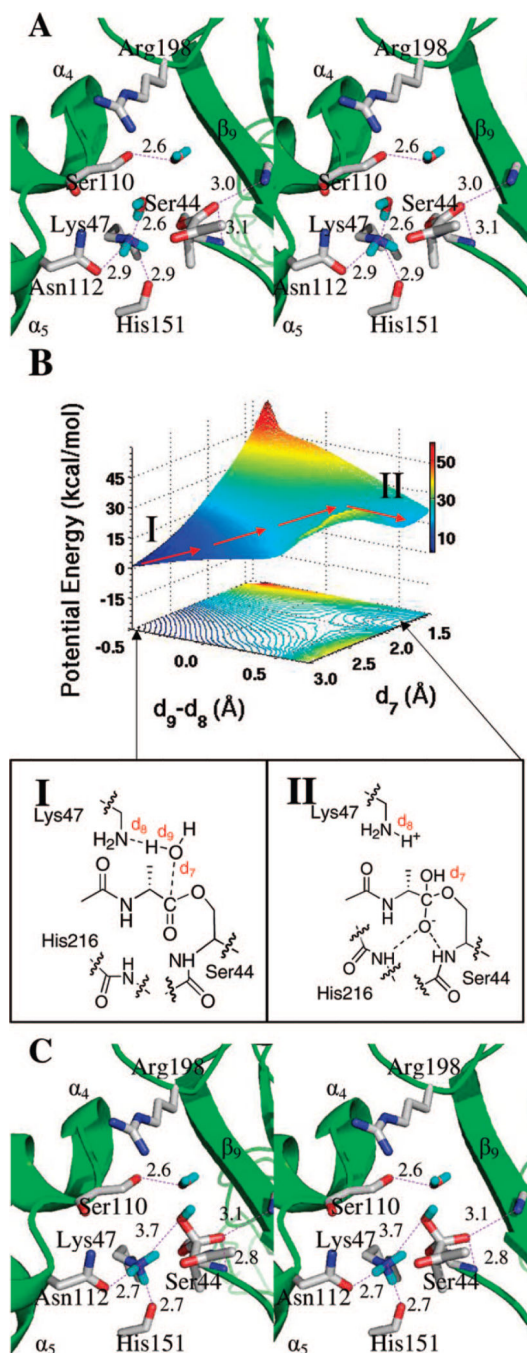 A
Arg198 Arg198
α4 α4
β9 β9
2.6 2.6
Ser110 Ser110
3.0 3.0
Ser44 Ser44
Lys47 2.6 3.1 Lys47 2.6 3.1
2.9 2.9 2.9 2.9
Asn112 Asn112
His151 His151
α5 α5
B
Potential Energy (kcal/mol)
45
30
15
0
-15
I
II
50
30
10
-0.5 0.0 0.5
3.0 2.5 2.0 1.5
d9-d8 (Å) d7 (Å)
I
Lys47
d8 d9 H
H2N H O
d7
O
N
H O
His216
NH NH
O O
Ser44
II
Lys47
d8
H2N H+
OH d7
N C O
H O-
His216
NH NH
O O
Ser44
C
Arg198 Arg198
α4 α4
β9 β9
2.6 2.6
Ser110 Ser110
3.7 3.1 3.7 3.1
Lys47 Lys47
2.8 2.8
Ser44 Ser44
Asn112 2.7 Asn112 2.7
2.7 2.7
His151 His151
α5 α5